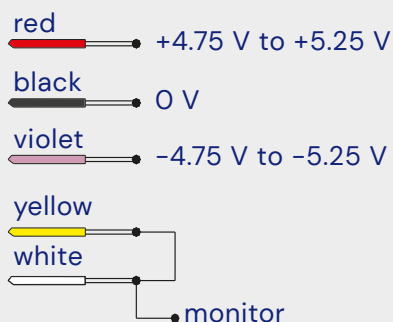 red
+4.75 V to +5.25 V
black
0 V
violet
−4.75 V to −5.25 V
yellow
white
monitor